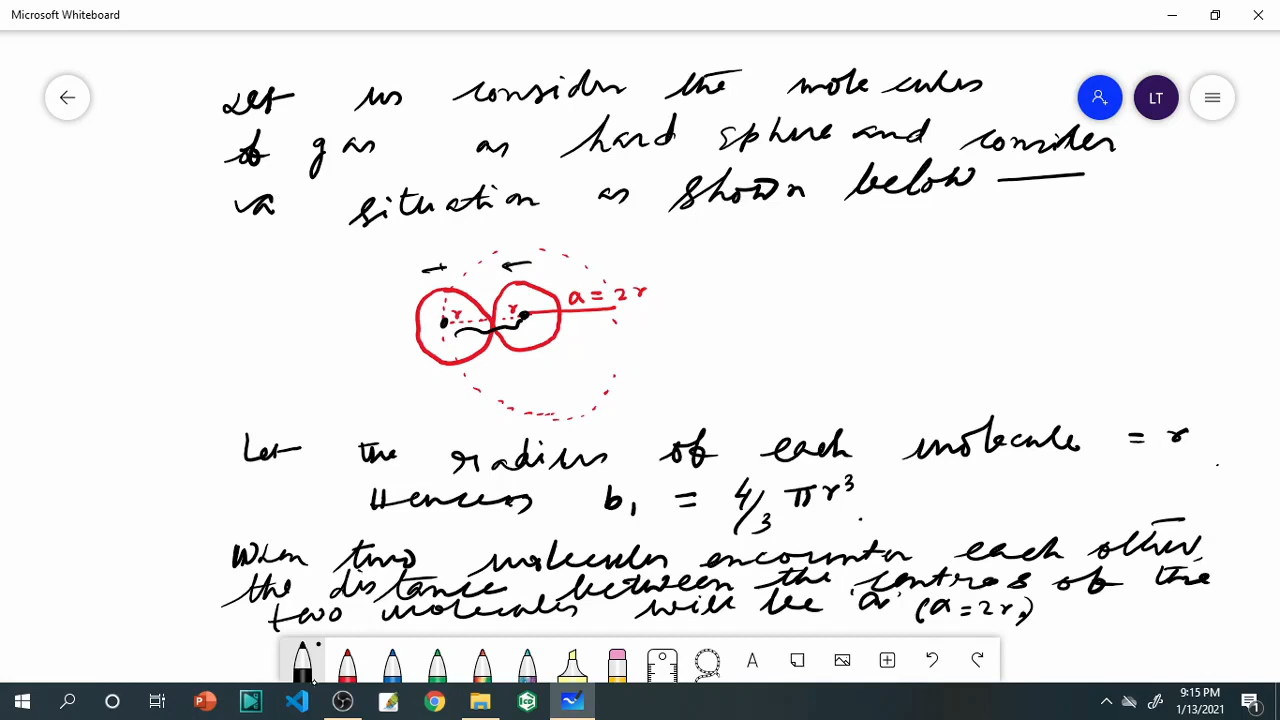 Microsoft Whiteboard
LT
Let us consider the molecules
of gas as hard sphere and consider
a situation as shown below
r r a = 2r
Let the radius of each molecule = r
Hences b1 = 4/3 πr³
When two molecules encounter each other,
the distance between the centres of the
two molecules will be 'a' (a=2r)
A
9:15 PM
1/13/2021